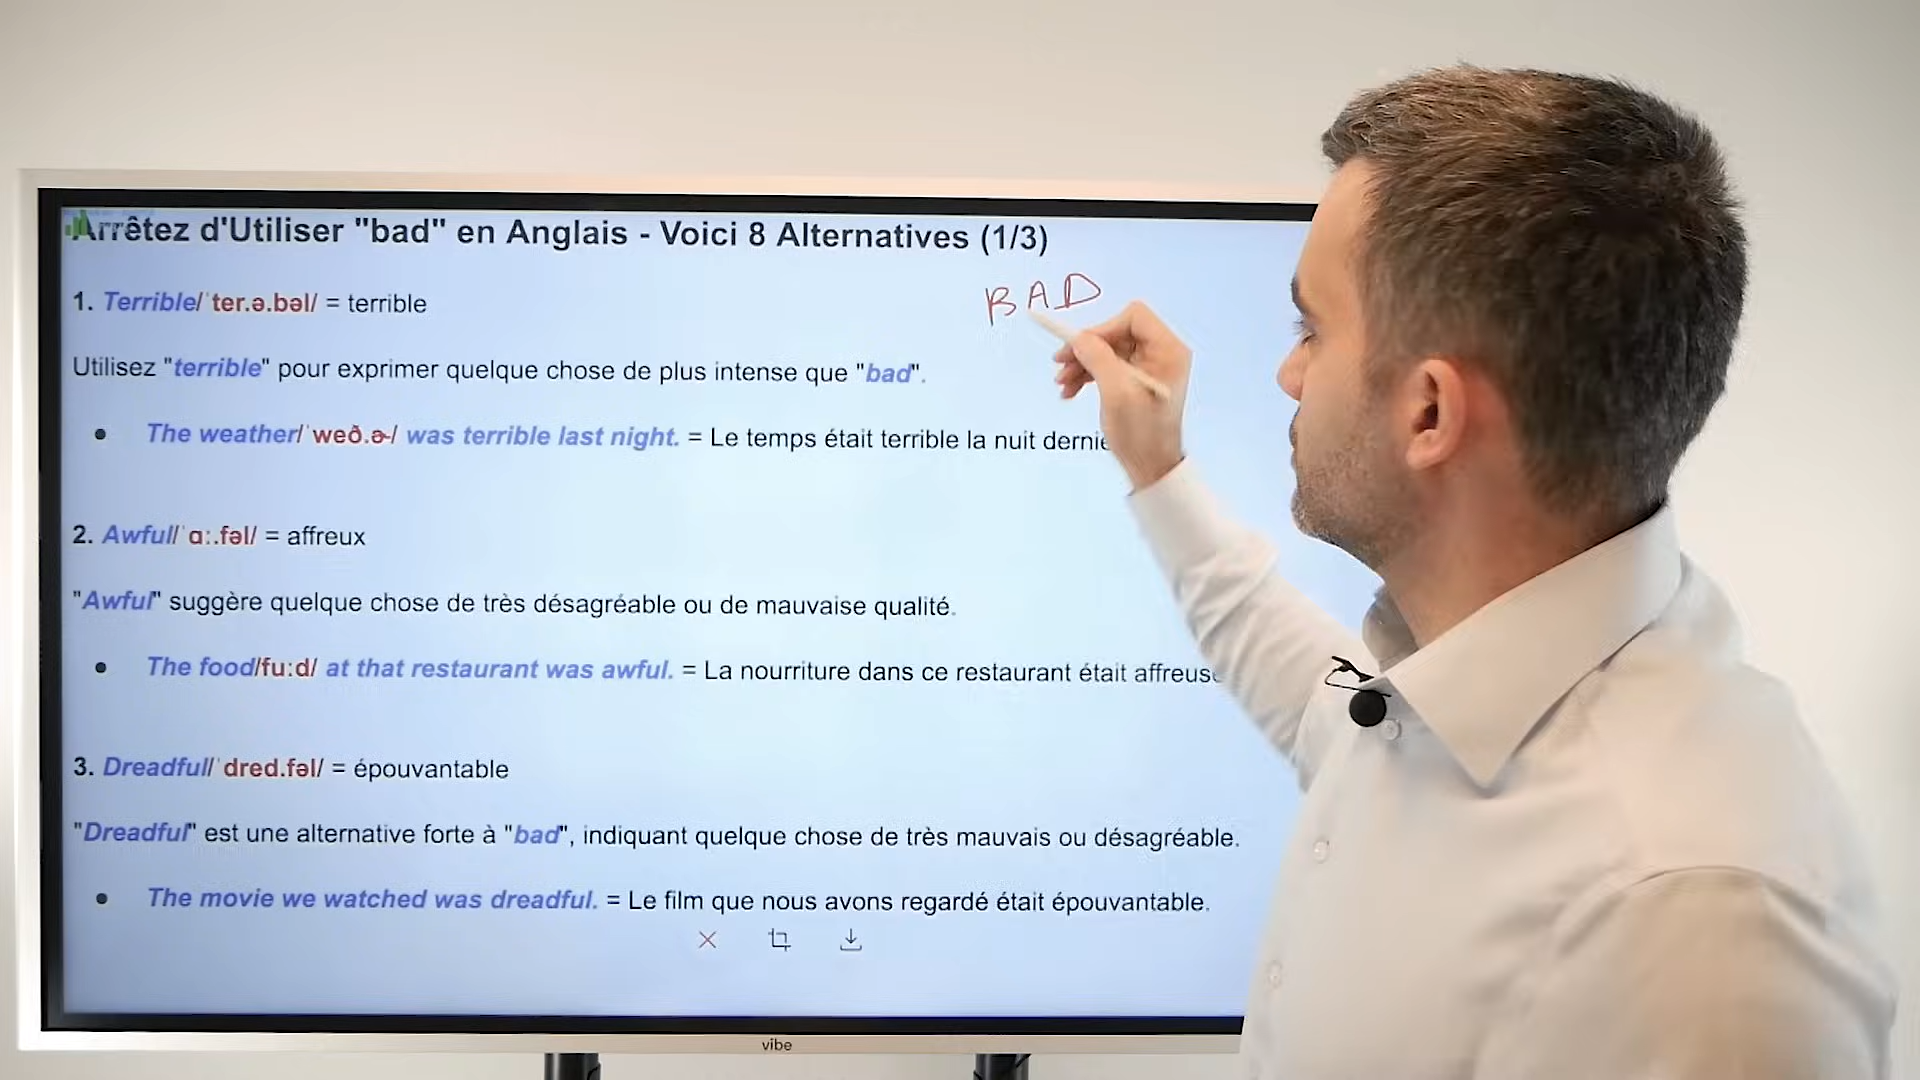 Arrêtez d'Utiliser "bad" en Anglais - Voici 8 Alternatives (1/3)
BAD
1. Terrible/ˈter.ə.bəl/ = terrible
Utilisez "terrible" pour exprimer quelque chose de plus intense que "bad".
• The weather/ˈweð.ɚ/ was terrible last night. = Le temps était terrible la nuit
2. Awful/ˈɑː.fəl/ = affreux
"Awful" suggère quelque chose de très désagréable ou de mauvaise qualité.
• The food/fuːd/ at that restaurant was awful. = La nourriture dans ce restaurant était
3. Dreadful/ˈdred.fəl/ = épouvantable
"Dreadful" est une alternative forte à "bad", indiquant quelque chose de très mauvais ou désagréable.
• The movie we watched was dreadful. = Le film que nous avons regardé était épouvantable.
vibe